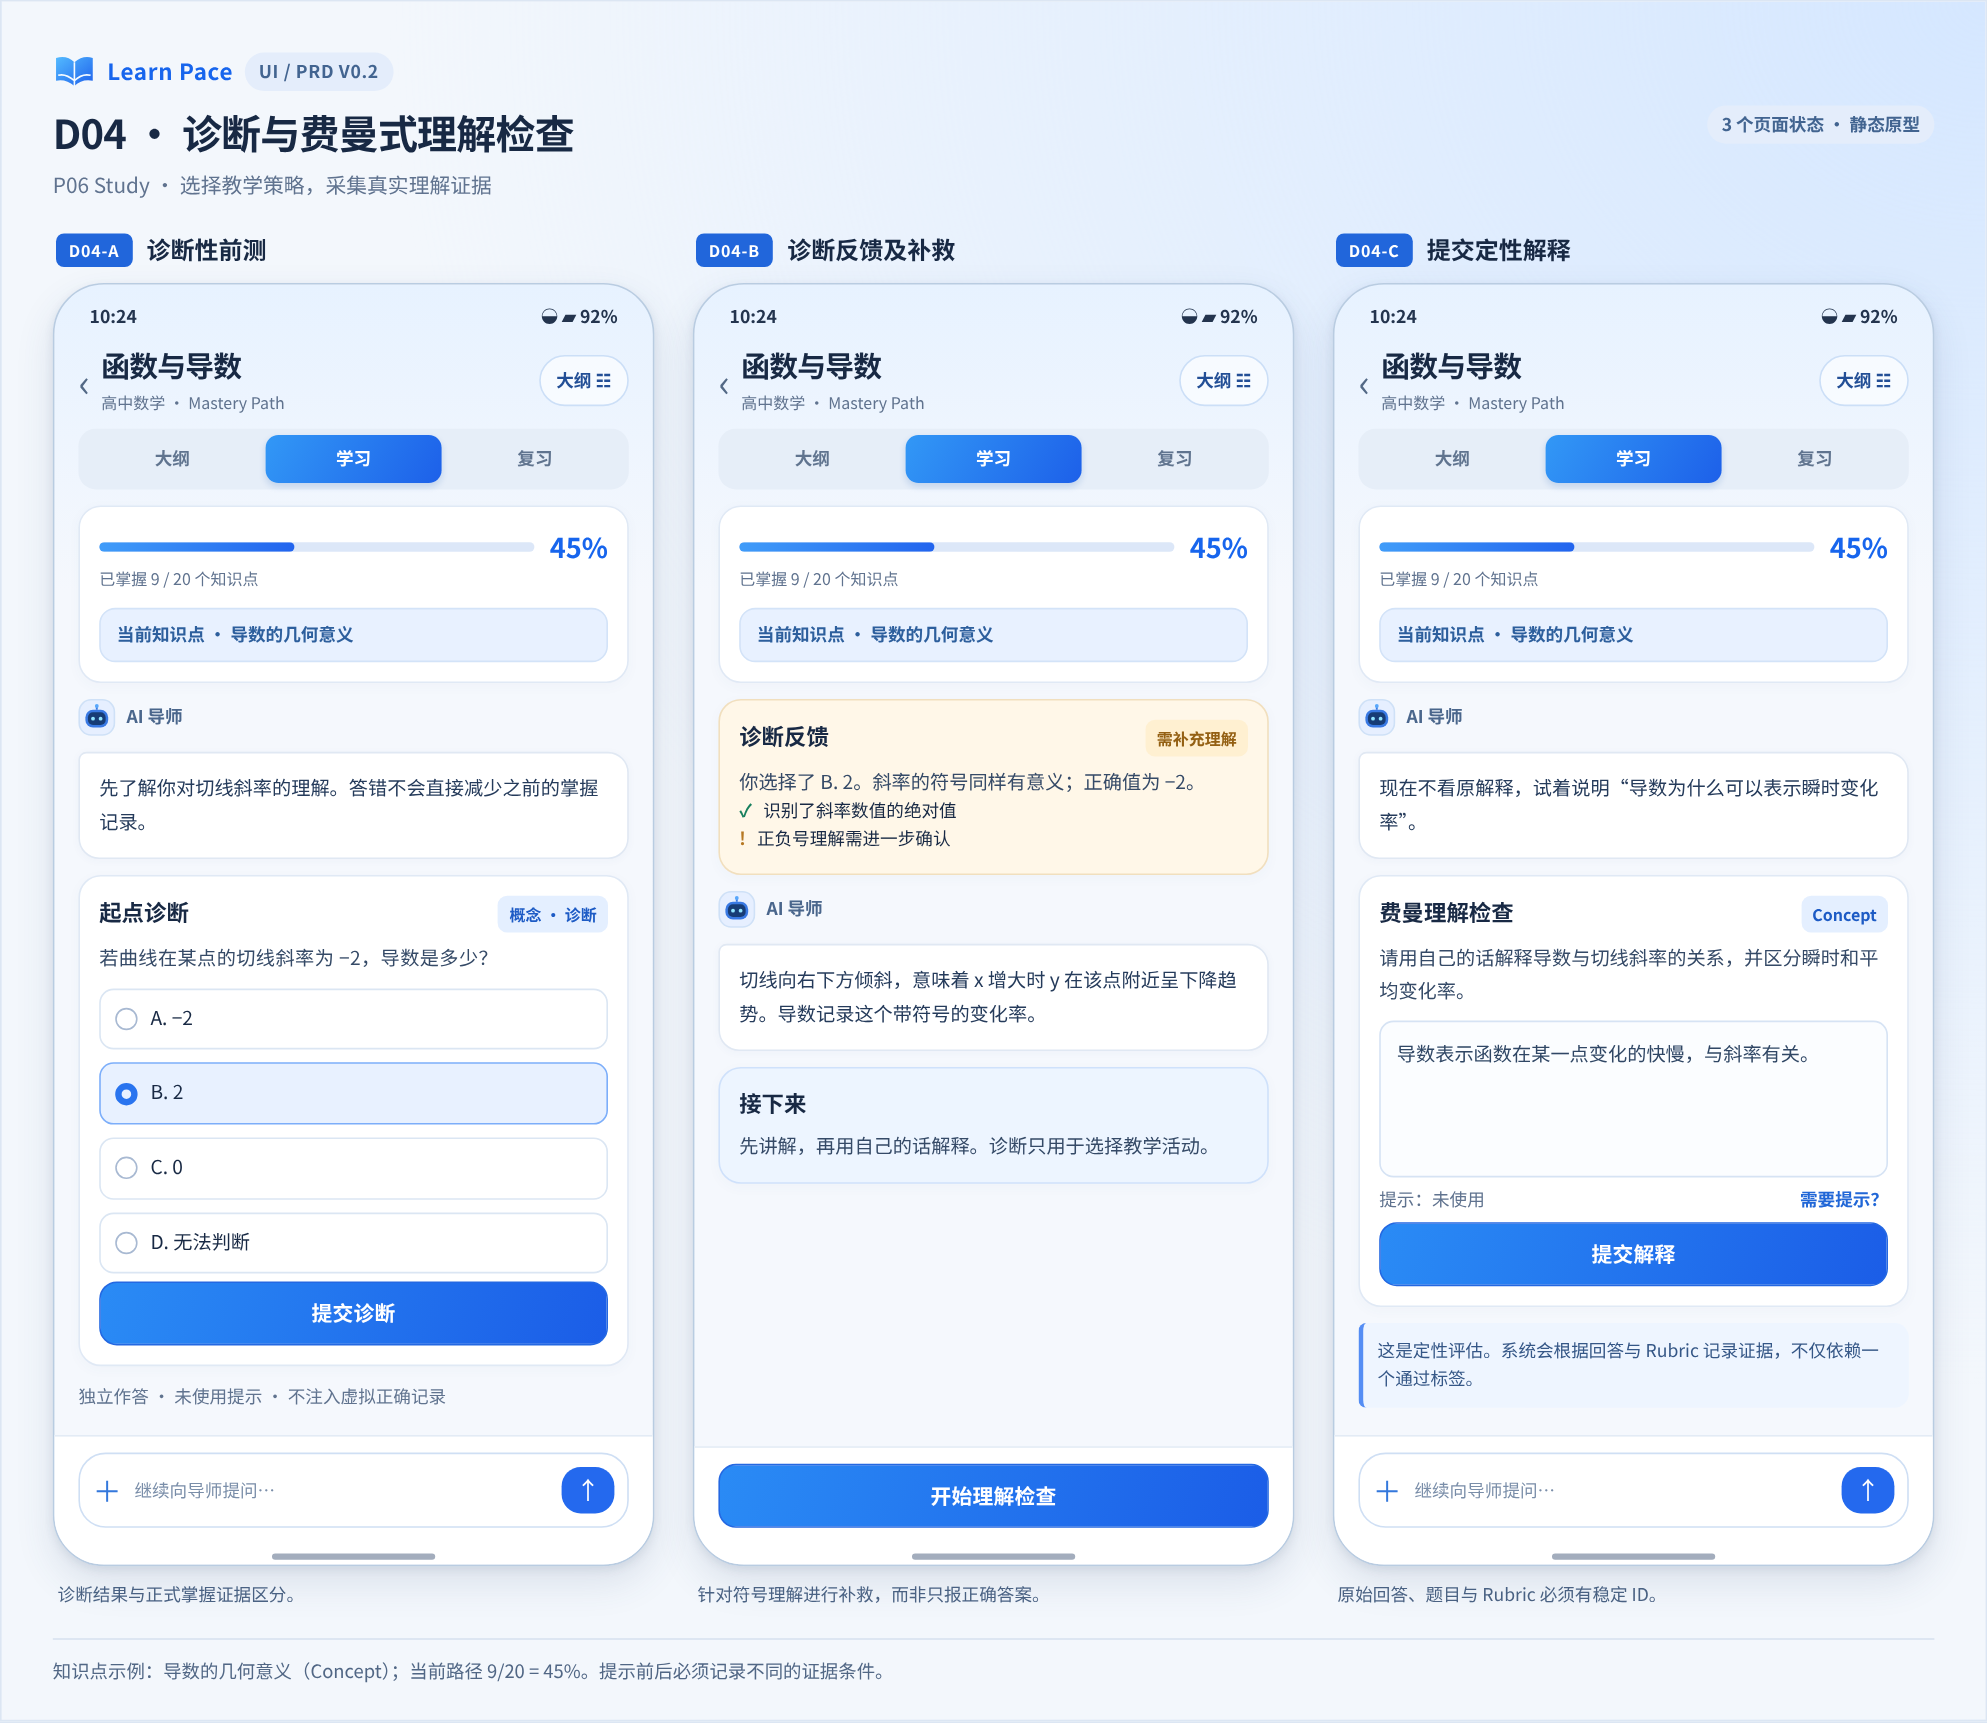 Learn Pace
UI / PRD V0.2
D04 · 诊断与费曼式理解检查
3 个页面状态 · 静态原型
P06 Study · 选择教学策略，采集真实理解证据
D04-A 诊断性前测
10:24
92%
函数与导数
大纲
高中数学 · Mastery Path
大纲
学习
复习
45%
已掌握 9 / 20 个知识点
当前知识点 · 导数的几何意义
AI 导师
先了解你对切线斜率的理解。答错不会直接减少之前的掌握
记录。
起点诊断
概念 · 诊断
若曲线在某点的切线斜率为 −2，导数是多少？
A. −2
B. 2
C. 0
D. 无法判断
提交诊断
独立作答 · 未使用提示 · 不注入虚拟正确记录
继续向导师提问…
诊断结果与正式掌握证据区分。
D04-B 诊断反馈及补救
10:24
92%
函数与导数
大纲
高中数学 · Mastery Path
大纲
学习
复习
45%
已掌握 9 / 20 个知识点
当前知识点 · 导数的几何意义
诊断反馈
需补充理解
你选择了 B. 2。斜率的符号同样有意义；正确值为 −2。
✓ 识别了斜率数值的绝对值
! 正负号理解需进一步确认
AI 导师
切线向右下方倾斜，意味着 x 增大时 y 在该点附近呈下降趋
势。导数记录这个带符号的变化率。
接下来
先讲解，再用自己的话解释。诊断只用于选择教学活动。
开始理解检查
针对符号理解进行补救，而非只报正确答案。
D04-C 提交定性解释
10:24
92%
函数与导数
大纲
高中数学 · Mastery Path
大纲
学习
复习
45%
已掌握 9 / 20 个知识点
当前知识点 · 导数的几何意义
AI 导师
现在不看原解释，试着说明“导数为什么可以表示瞬时变化
率”。
费曼理解检查
Concept
请用自己的话解释导数与切线斜率的关系，并区分瞬时和平
均变化率。
导数表示函数在某一点变化的快慢，与斜率有关。
提示：未使用
需要提示？
提交解释
这是定性评估。系统会根据回答与 Rubric 记录证据，不仅依赖一
个通过标签。
继续向导师提问…
原始回答、题目与 Rubric 必须有稳定 ID。
知识点示例：导数的几何意义（Concept）；当前路径 9/20 = 45%。提示前后必须记录不同的证据条件。